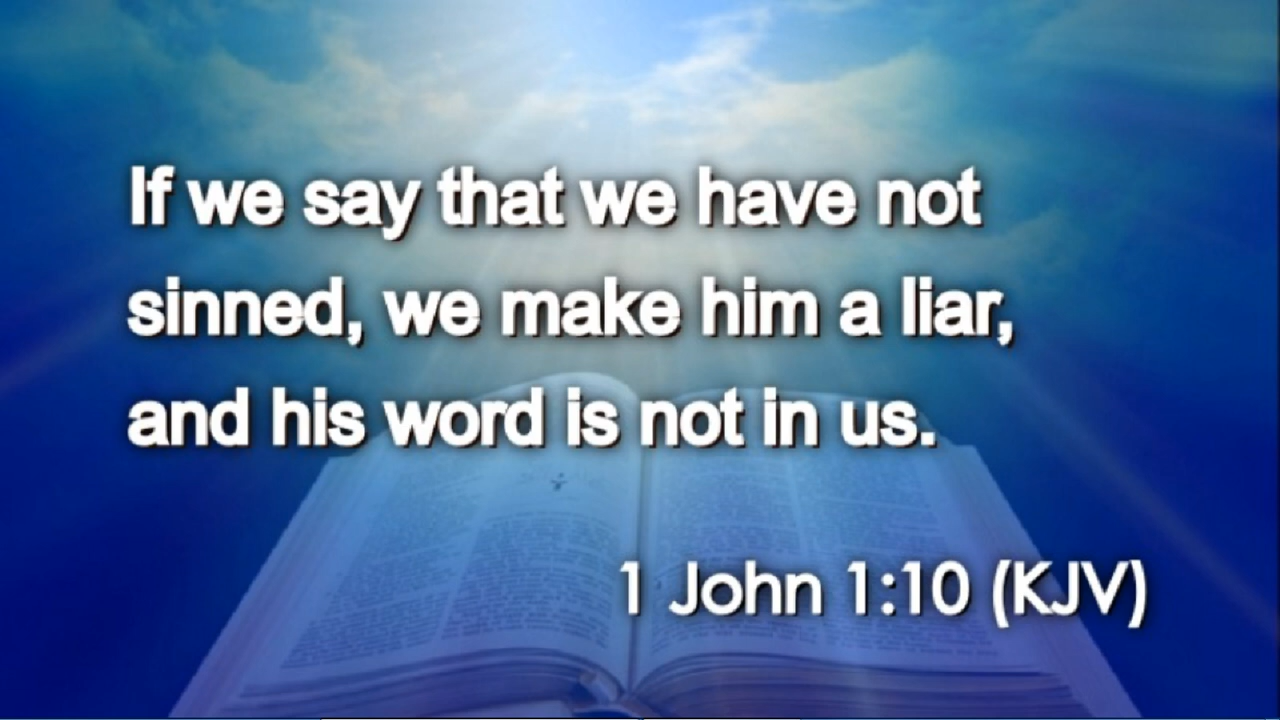 If we say that we have not
sinned, we make him a liar,
and his word is not in us.
1 John 1:10 (KJV)